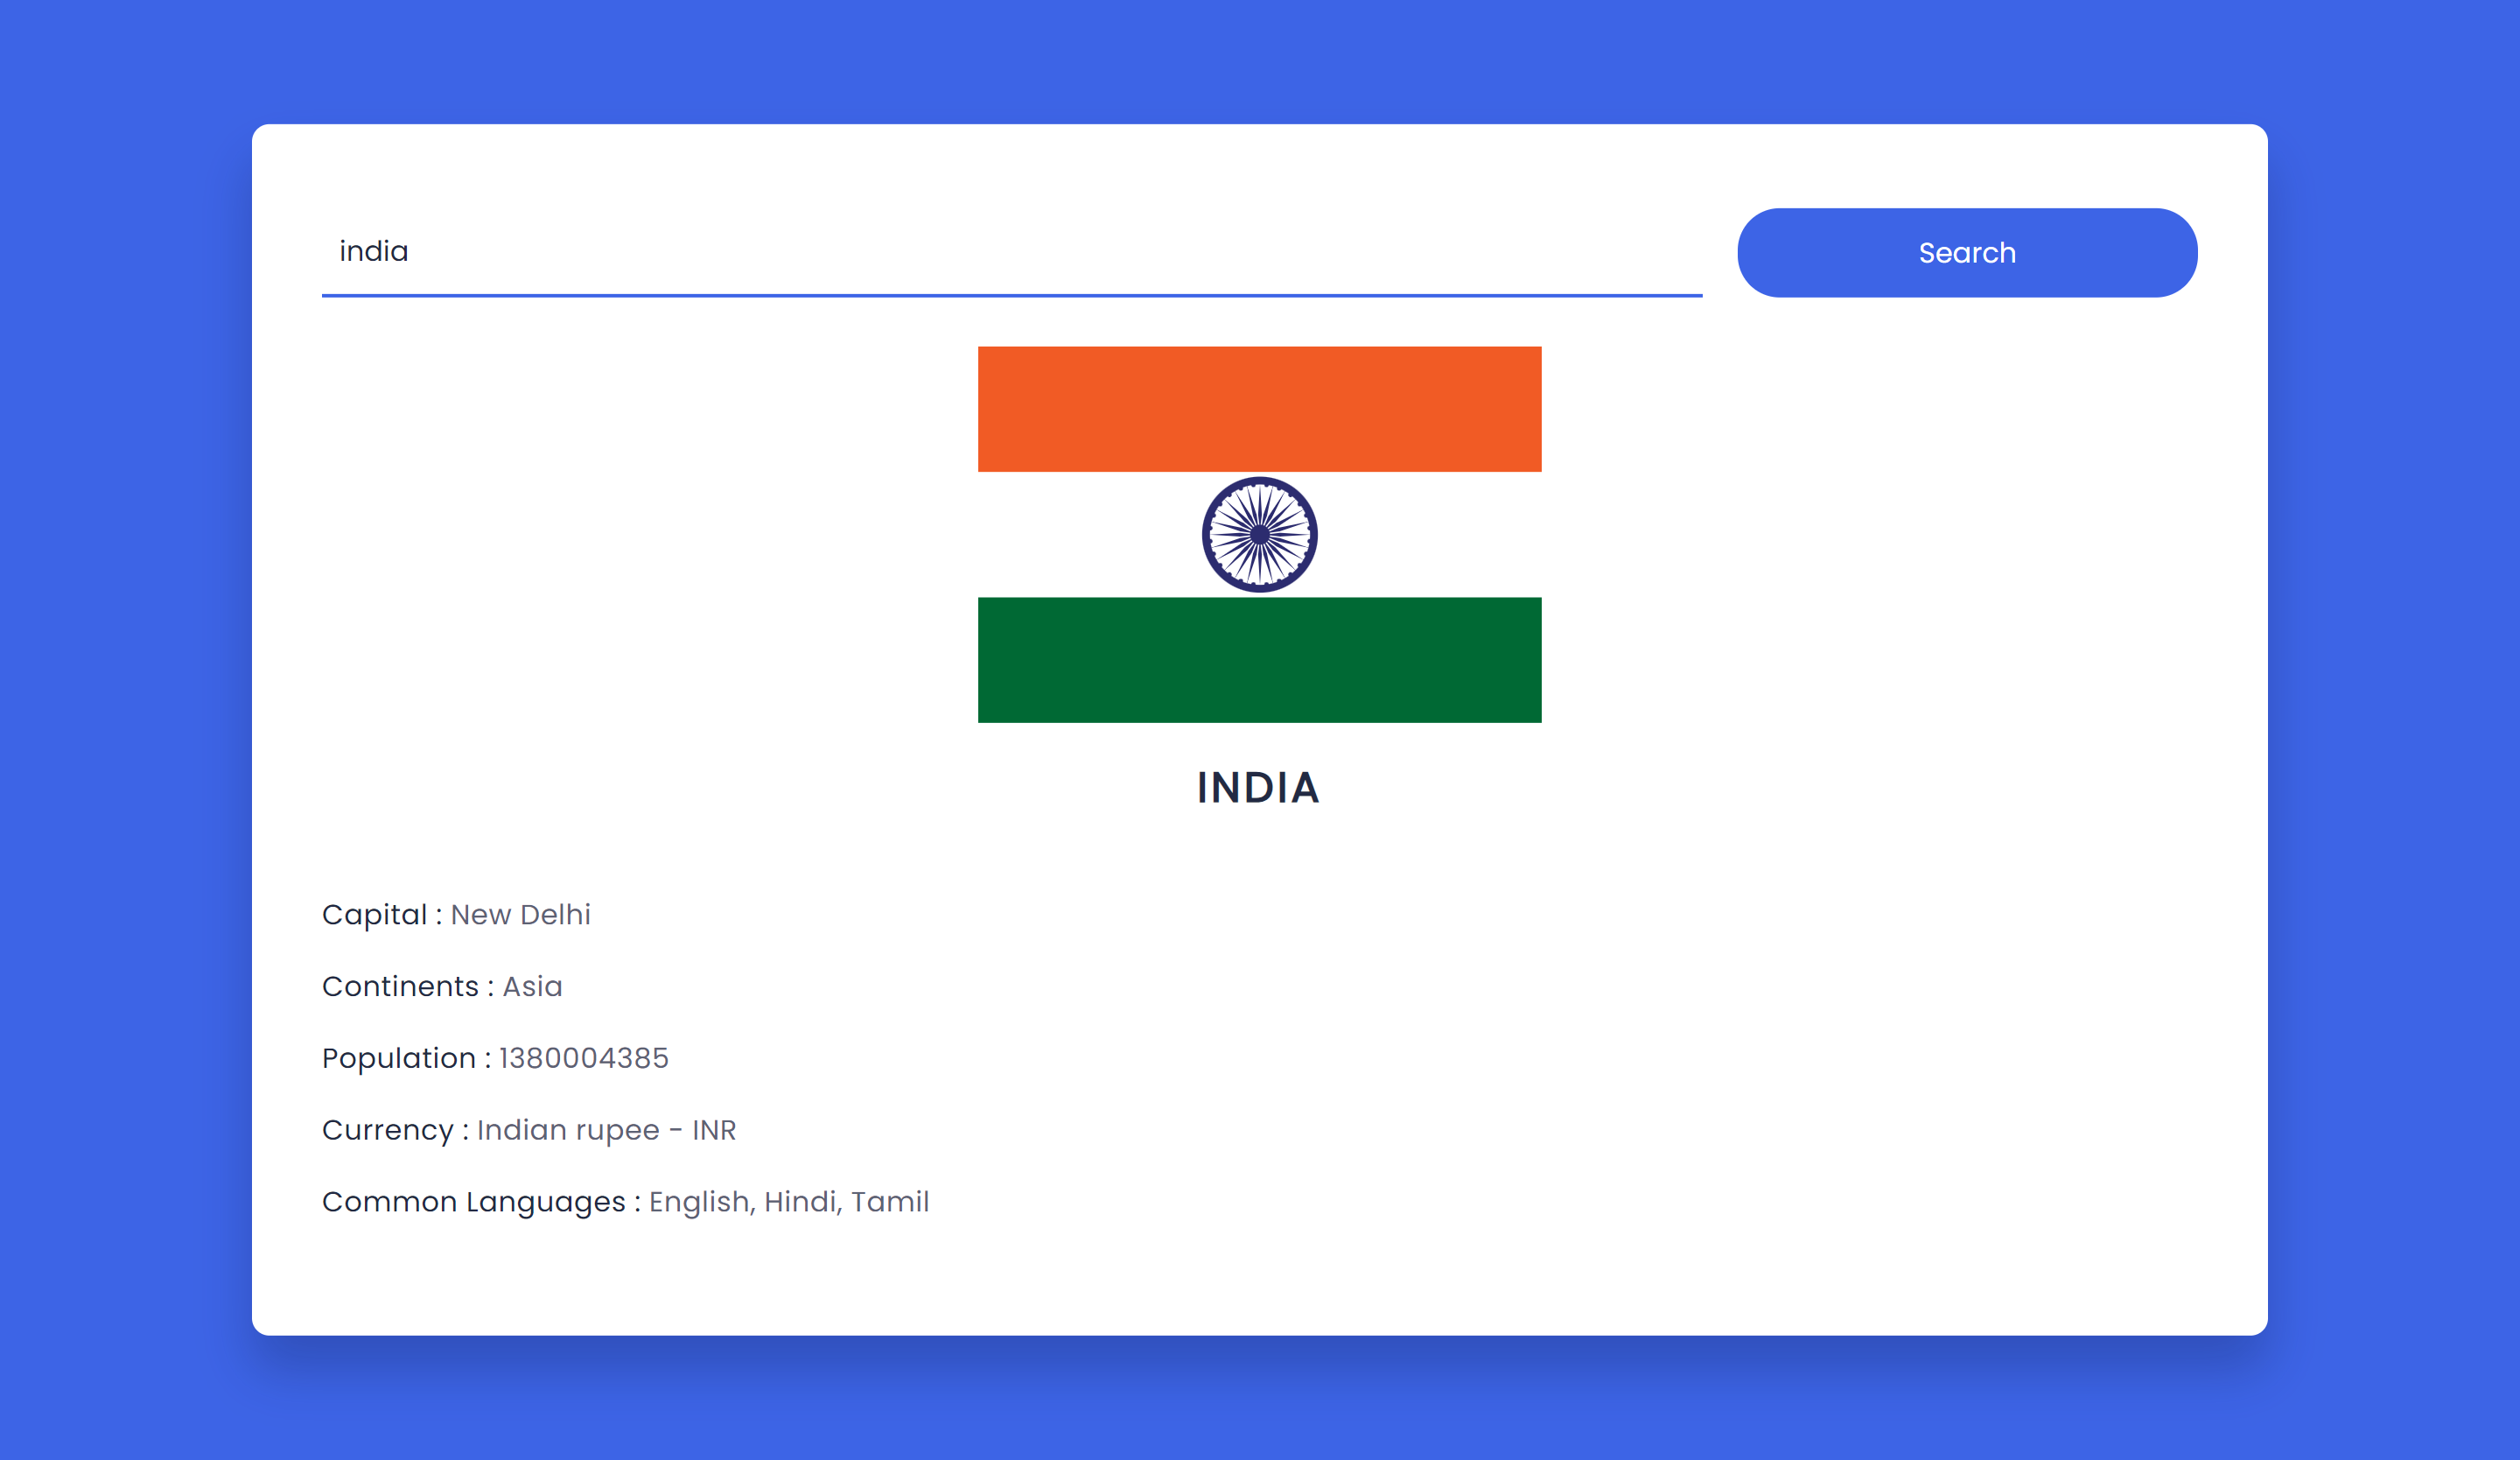 india
Search
INDIA
Capital : New Delhi
Continents : Asia
Population : 1380004385
Currency : Indian rupee - INR
Common Languages : English, Hindi, Tamil